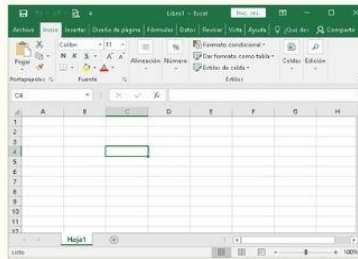 Libro1 - Excel
Archivo Inicio Insertar Diseño de página Fórmulas Datos Revisar Vista Ayuda ¿Qué des Compartir
Pegar
Calibri 11
N K S
Alineación Número
Formato condicional
Dar formato como tabla
Estilos de celda
Celdas Edición
Portapapeles Fuente Estilos
C4 fx
A B C D E F G H
1
2
3
4
5
6
7
8
9
10
11
12
Hoja1
Listo 100%